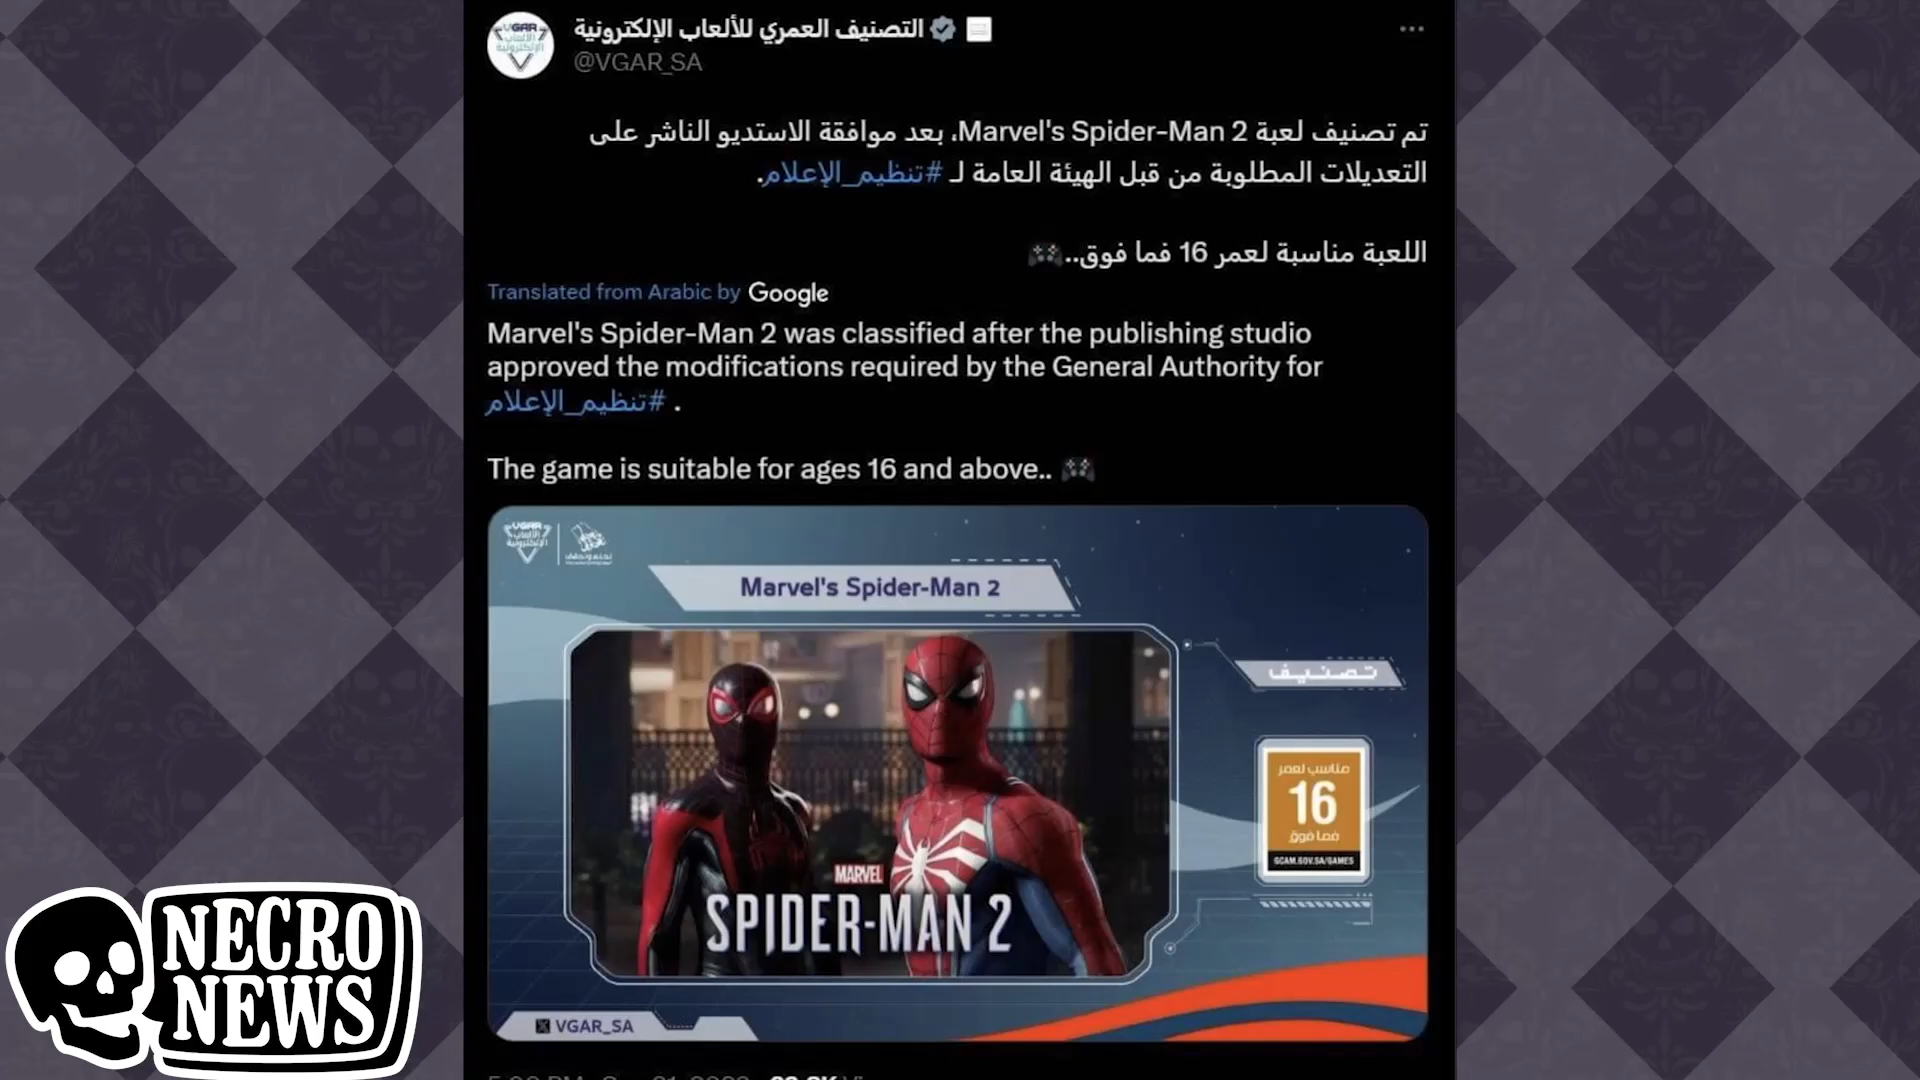 التصنيف العمري للألعاب الإلكترونية
@VGAR_SA
تم تصنيف لعبة Marvel's Spider-Man 2، بعد موافقة الاستديو الناشر على
التعديلات المطلوبة من قبل الهيئة العامة لـ #تنظيم_الإعلام.
اللعبة مناسبة لعمر 16 فما فوق..🎮
Translated from Arabic by Google
Marvel's Spider-Man 2 was classified after the publishing studio
approved the modifications required by the General Authority for
#تنظيم_الإعلام .
The game is suitable for ages 16 and above.. 🎮
VGAR
Marvel's Spider-Man 2
تصنيف
مناسب لعمر
16
فما فوق
GCAM.GOV.SA/GAMES
MARVEL
SPIDER-MAN 2
X VGAR_SA
NECRO
NEWS